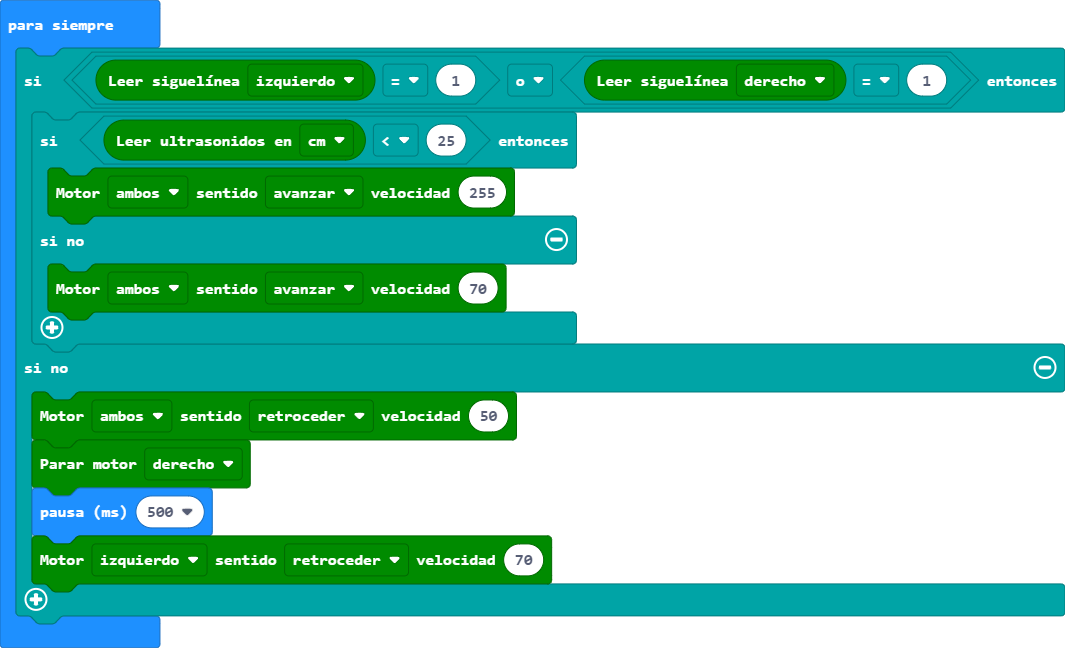 para siempre
si Leer siguelínea izquierdo = 1 o Leer siguelínea derecho = 1 entonces
si Leer ultrasonidos en cm < 25 entonces
Motor ambos sentido avanzar velocidad 255
si no
Motor ambos sentido avanzar velocidad 70
si no
Motor ambos sentido retroceder velocidad 50
Parar motor derecho
pausa (ms) 500
Motor izquierdo sentido retroceder velocidad 70